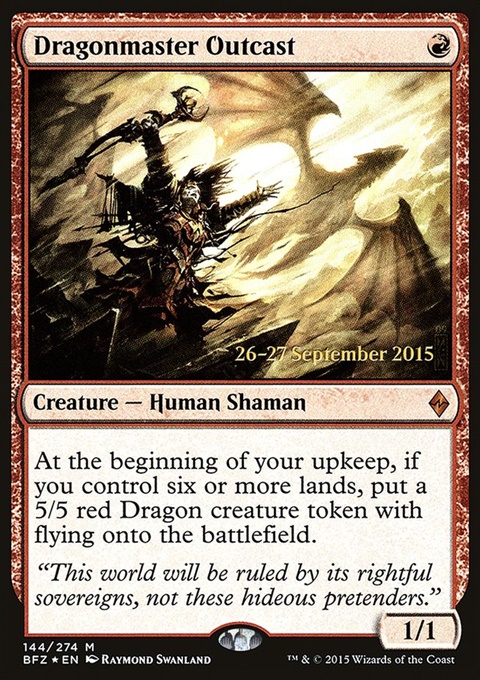 Dragonmaster Outcast
26–27 September 2015
Creature — Human Shaman
At the beginning of your upkeep, if
you control six or more lands, put a
5/5 red Dragon creature token with
flying onto the battlefield.
“This world will be ruled by its rightful
sovereigns, not these hideous pretenders.”
1/1
144/274 M
BFZ ★ EN Raymond Swanland
™ & © 2015 Wizards of the Coast